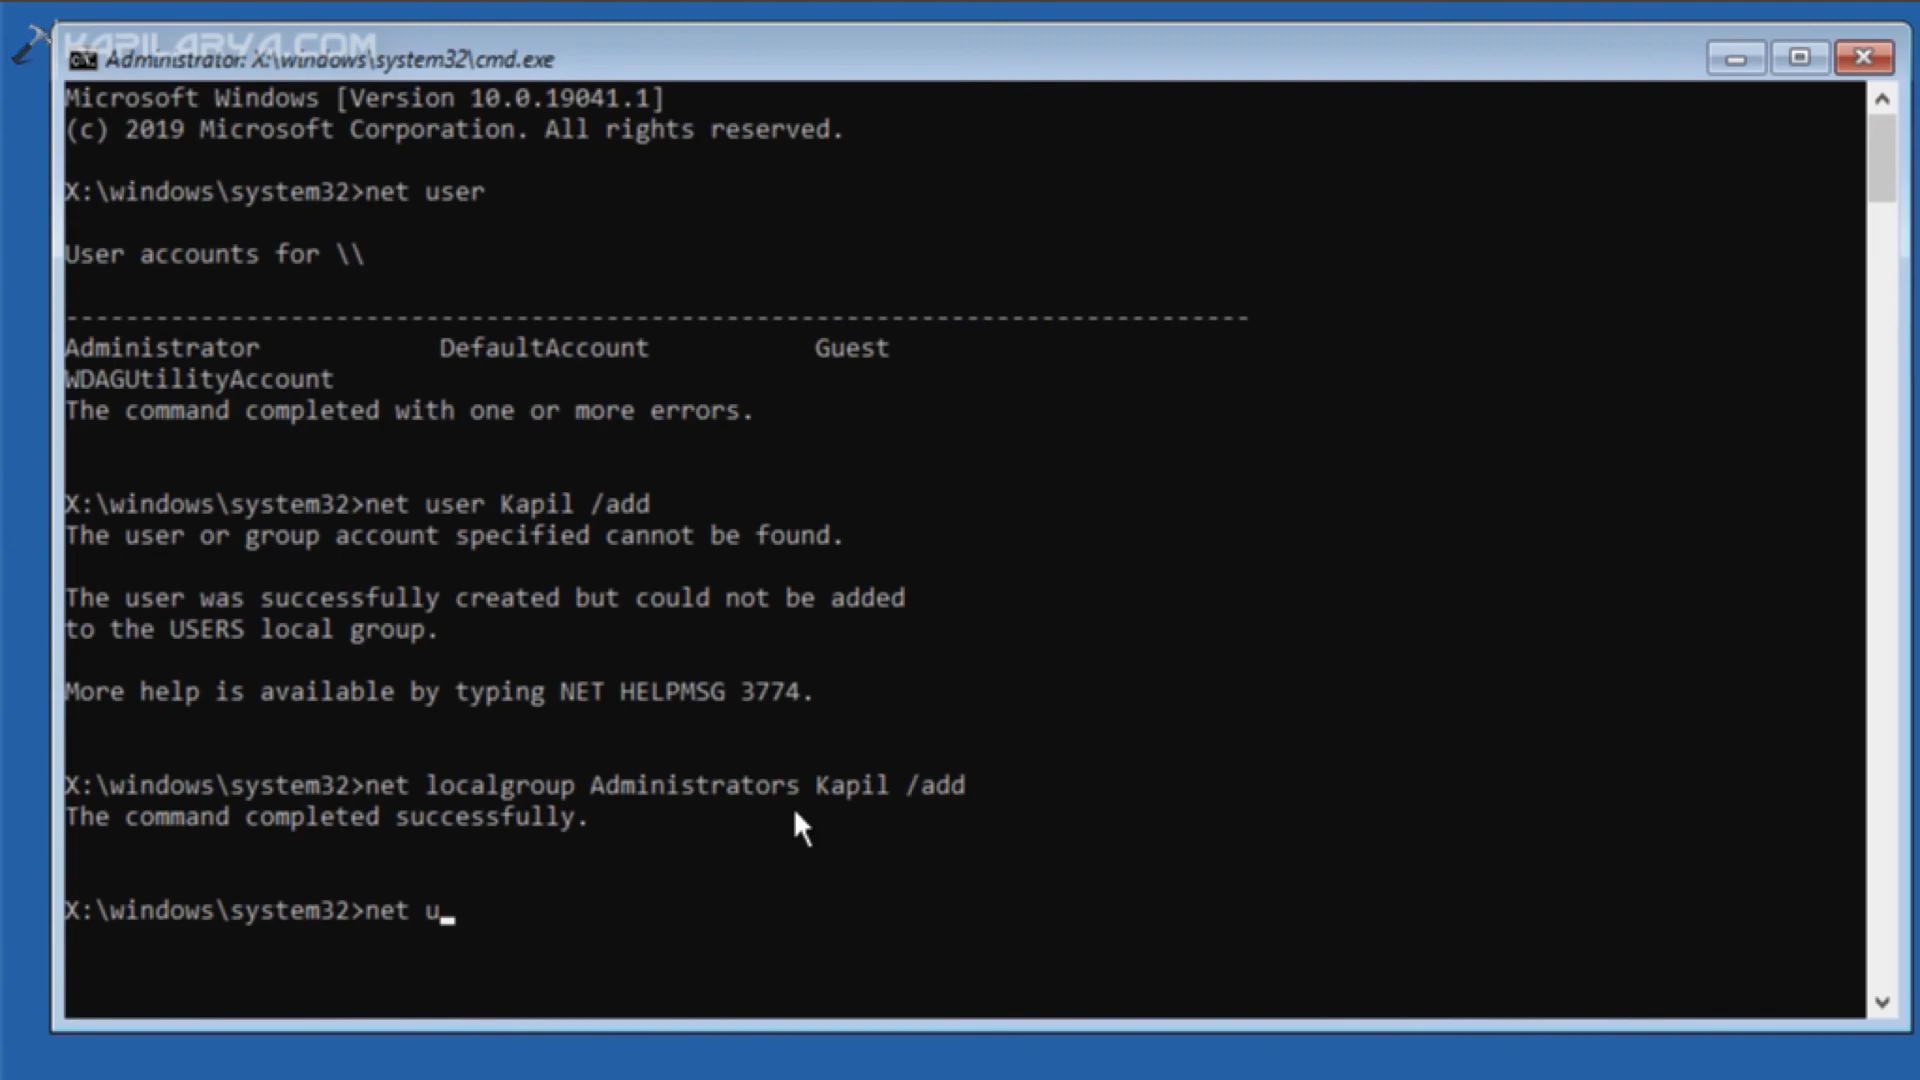 KAPILARYA.COM
Administrator: X:\windows\system32\cmd.exe
Microsoft Windows [Version 10.0.19041.1]
(c) 2019 Microsoft Corporation. All rights reserved.
X:\windows\system32>net user
User accounts for \\
-------------------------------------------------------------------------------
Administrator            DefaultAccount           Guest
WDAGUtilityAccount
The command completed with one or more errors.
X:\windows\system32>net user Kapil /add
The user or group account specified cannot be found.
The user was successfully created but could not be added
to the USERS local group.
More help is available by typing NET HELPMSG 3774.
X:\windows\system32>net localgroup Administrators Kapil /add
The command completed successfully.
X:\windows\system32>net u_